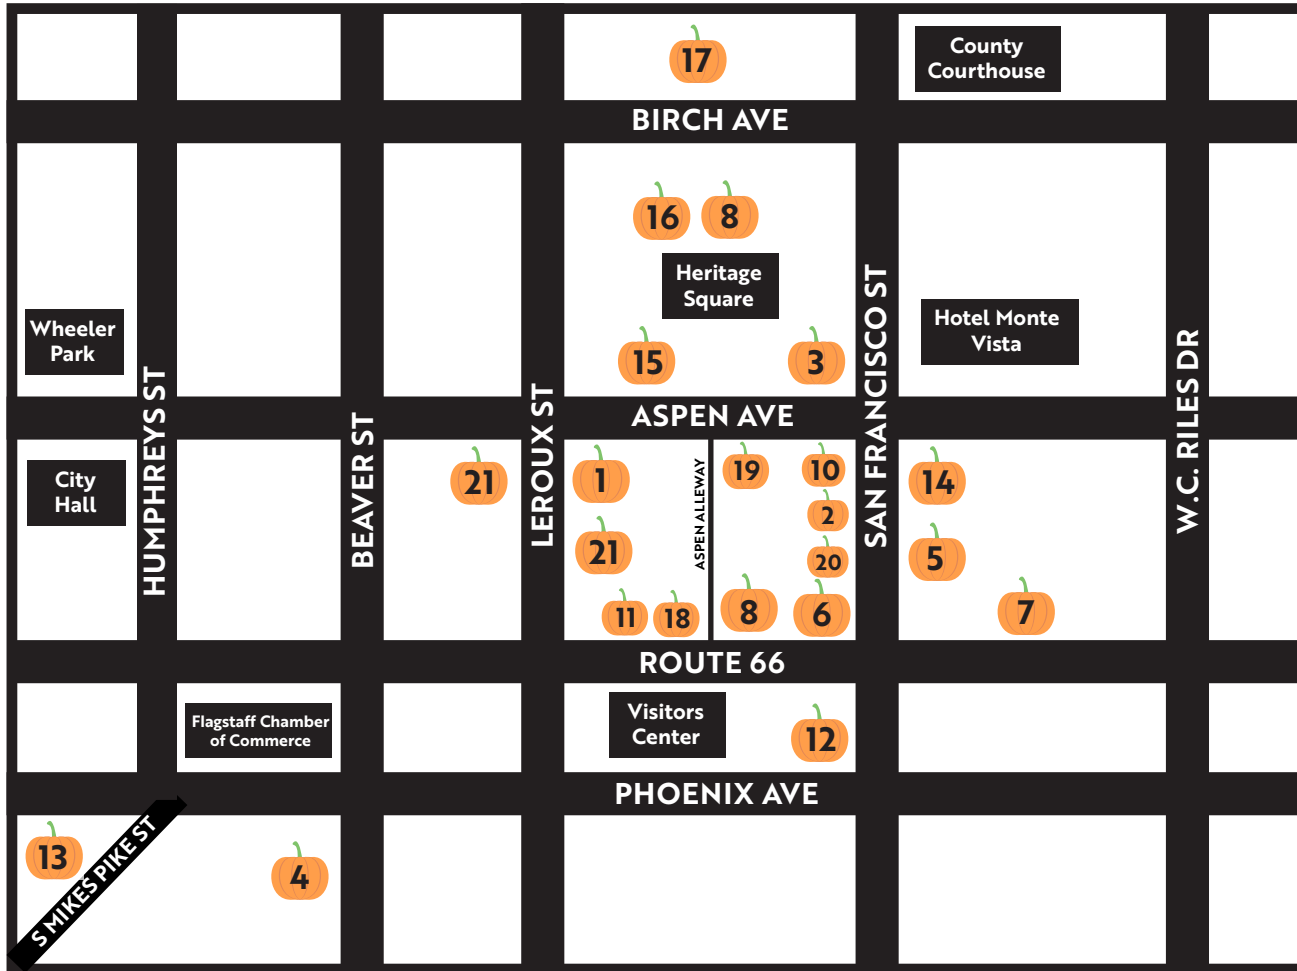 17
County
Courthouse
BIRCH AVE
16
8
Heritage
Square
Wheeler
Park
Hotel Monte
Vista
15
3
HUMPHREYS ST
BEAVER ST
LEROUX ST
SAN FRANCISCO ST
W.C. RILES DR
ASPEN AVE
City
Hall
21
1
ASPEN ALLEWAY
19
10
14
2
21
20
5
11
18
8
6
7
ROUTE 66
Flagstaff Chamber
of Commerce
Visitors
Center
12
PHOENIX AVE
13
S MIKES PIKE ST
4